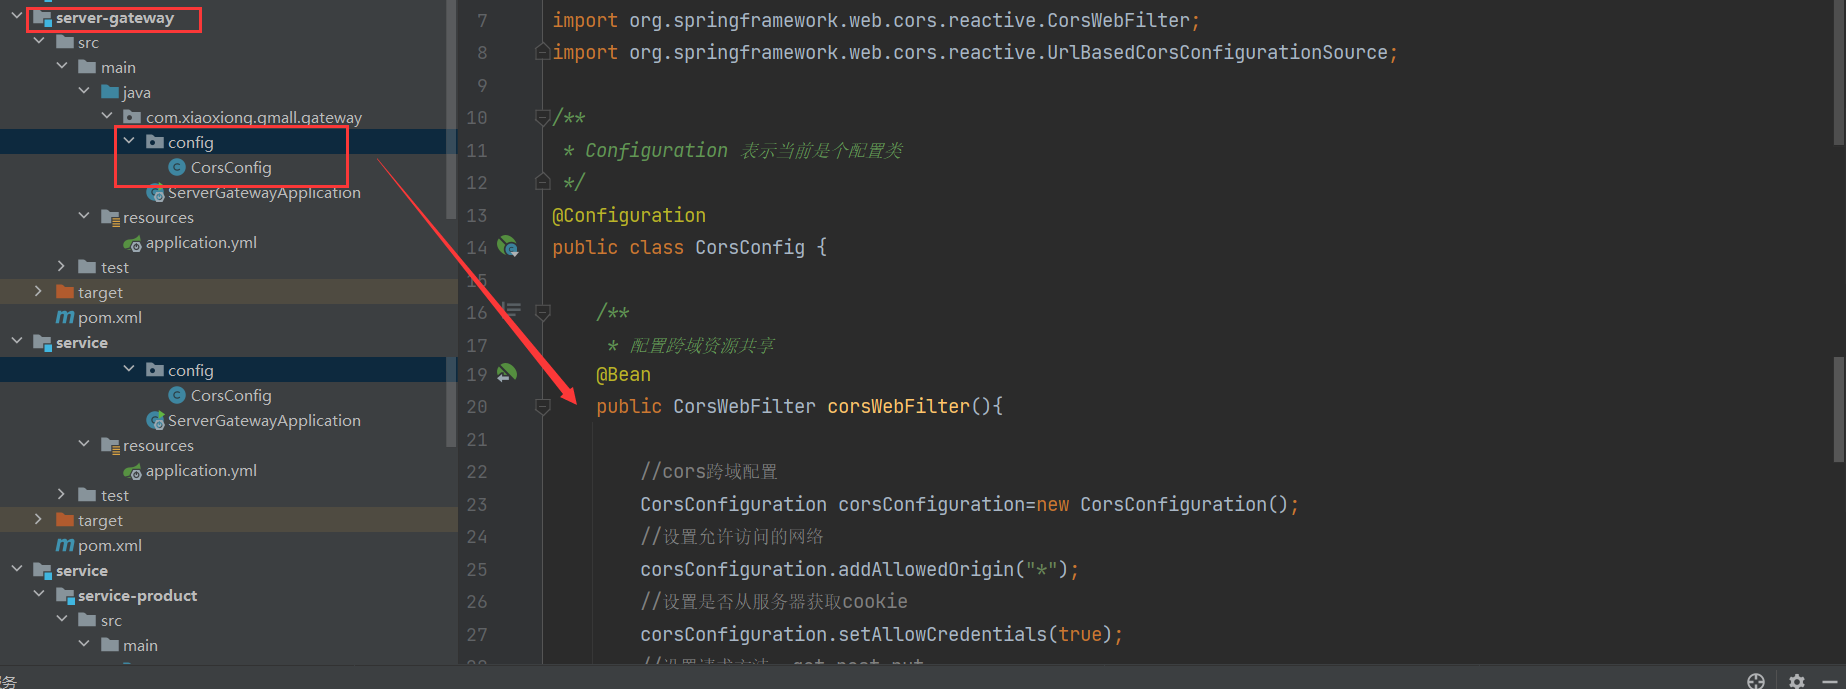 server-gateway
src
main
java
com.xiaoxiong.gmall.gateway
config
CorsConfig
ServerGatewayApplication
resources
application.yml
test
target
pom.xml
service
config
CorsConfig
ServerGatewayApplication
resources
application.yml
test
target
pom.xml
service
service-product
src
main
7 import org.springframework.web.cors.reactive.CorsWebFilter;
8 import org.springframework.web.cors.reactive.UrlBasedCorsConfigurationSource;
9
10 /**
11 * Configuration 表示当前是个配置类
12 */
13 @Configuration
14 public class CorsConfig {
15
16 /**
17 * 配置跨域资源共享
19 @Bean
20 public CorsWebFilter corsWebFilter(){
21
22 //cors跨域配置
23 CorsConfiguration corsConfiguration=new CorsConfiguration();
24 //设置允许访问的网络
25 corsConfiguration.addAllowedOrigin("*");
26 //设置是否从服务器获取cookie
27 corsConfiguration.setAllowCredentials(true);